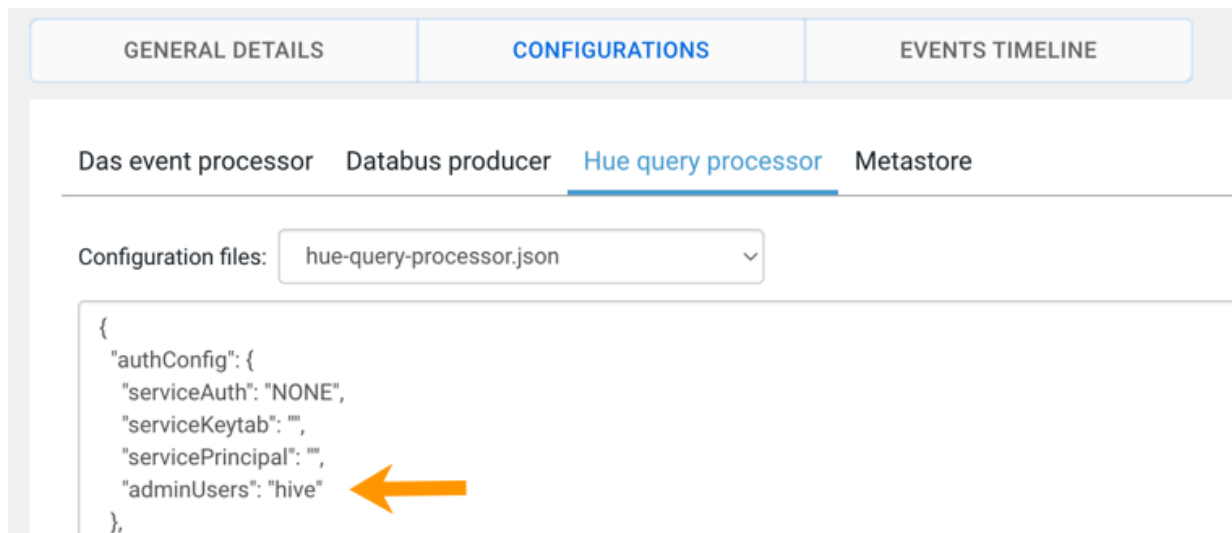 GENERAL DETAILS CONFIGURATIONS EVENTS TIMELINE
Das event processor Databus producer Hue query processor Metastore
Configuration files: hue-query-processor.json
{
"authConfig": {
"serviceAuth": "NONE",
"serviceKeytab": "",
"servicePrincipal": "",
"adminUsers": "hive"
},